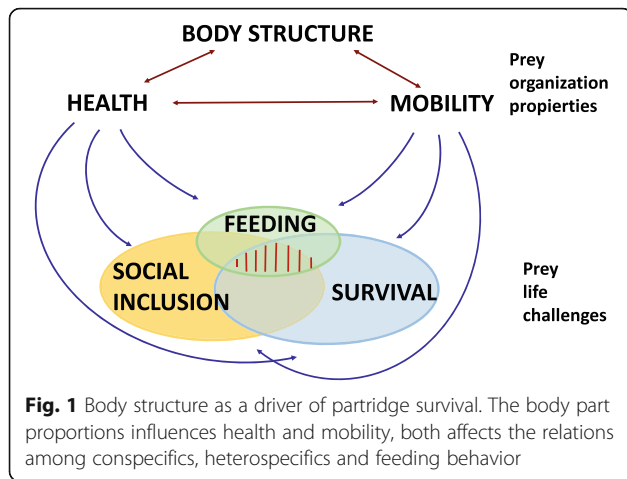 BODY STRUCTURE
Prey
organization
propierties
HEALTH
MOBILITY
FEEDING
SOCIAL
INCLUSION
SURVIVAL
Prey
life
challenges
Fig. 1 Body structure as a driver of partridge survival. The body part
proportions influences health and mobility, both affects the relations
among conspecifics, heterospecifics and feeding behavior